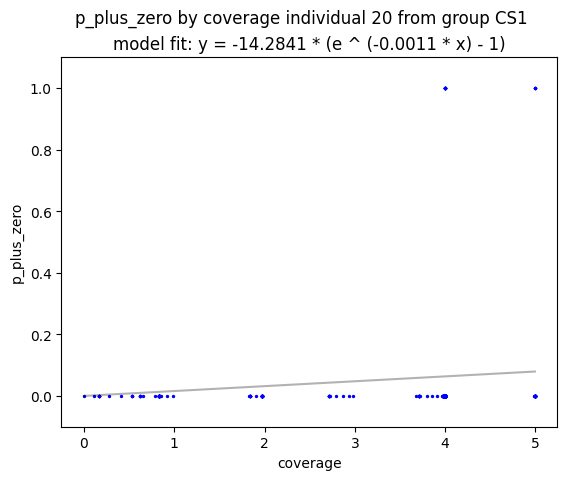 p_plus_zero by coverage individual 20 from group CS1
model fit: y = -14.2841 * (e ^ (-0.0011 * x) - 1)
1.0
0.8
0.6
0.4
0.2
0.0
p_plus_zero
0 1 2 3 4 5
coverage